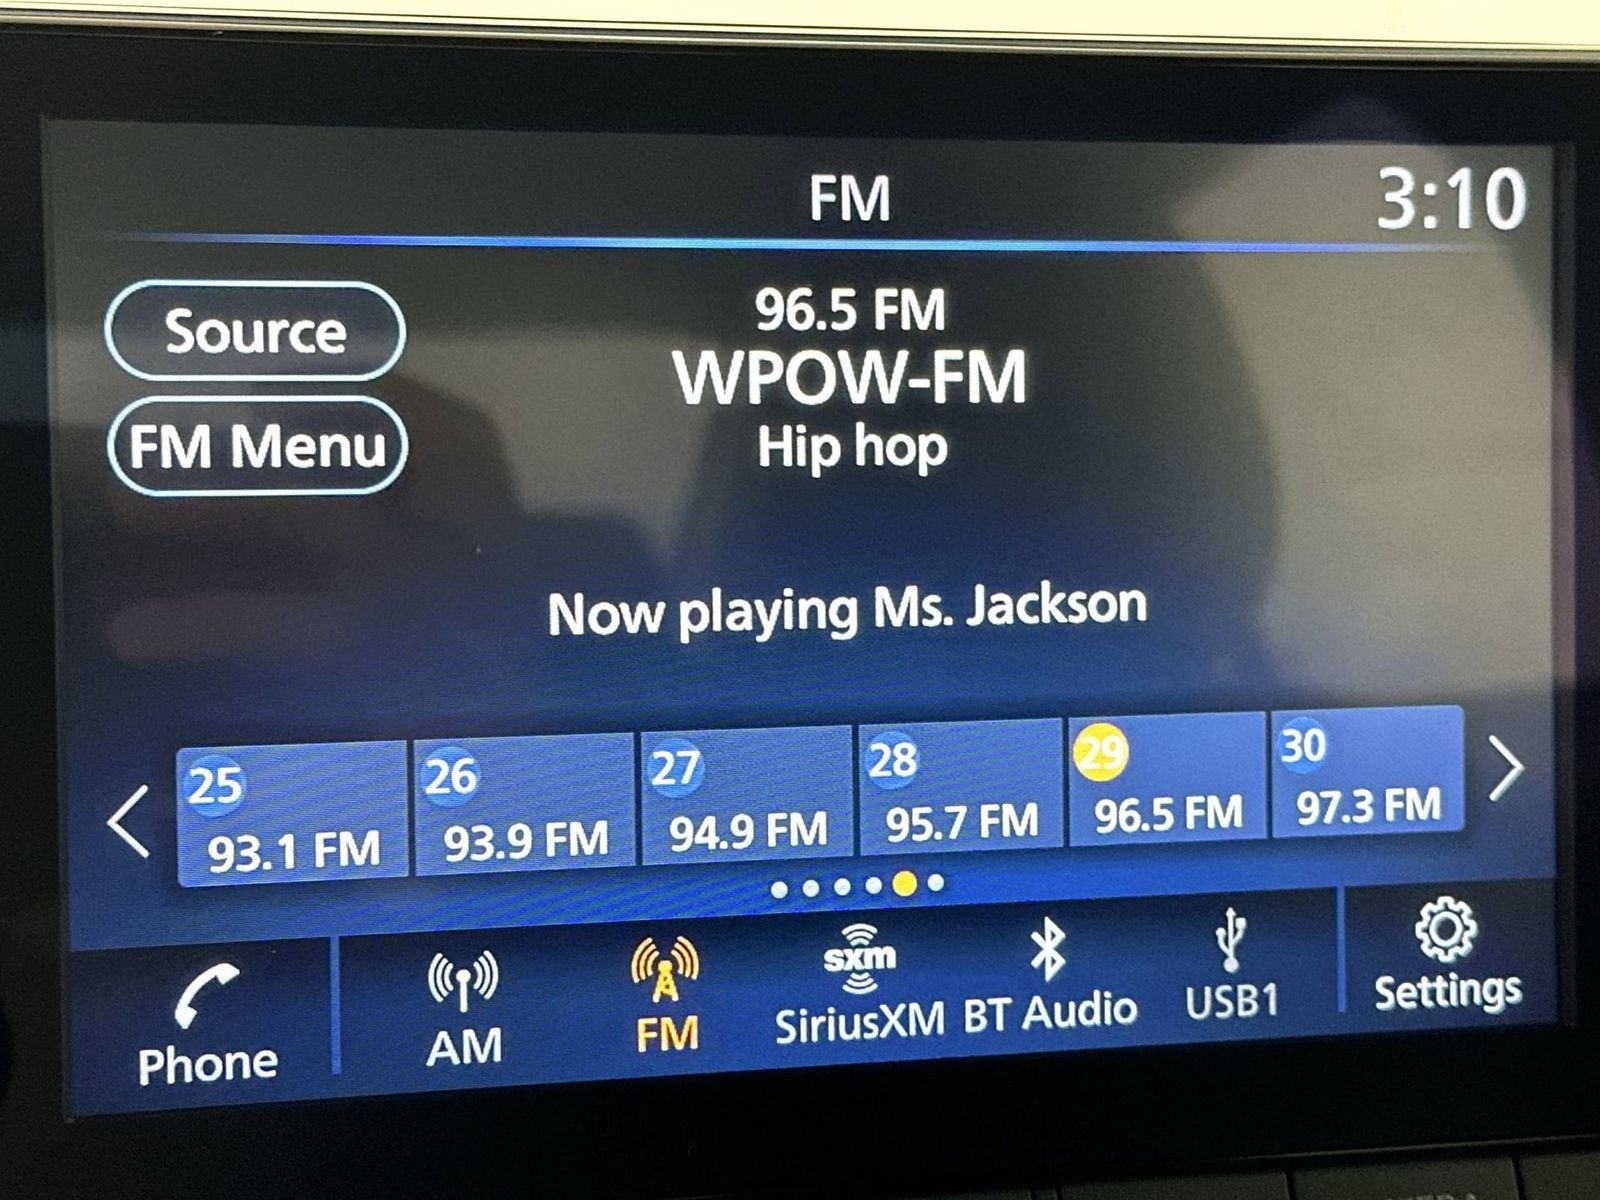 FM
3:10
Source
FM Menu
96.5 FM
WPOW-FM
Hip hop
Now playing Ms. Jackson
25
93.1 FM
26
93.9 FM
27
94.9 FM
28
95.7 FM
29
96.5 FM
30
97.3 FM
Phone
AM
FM
sxm
SiriusXM
BT Audio
USB1
Settings